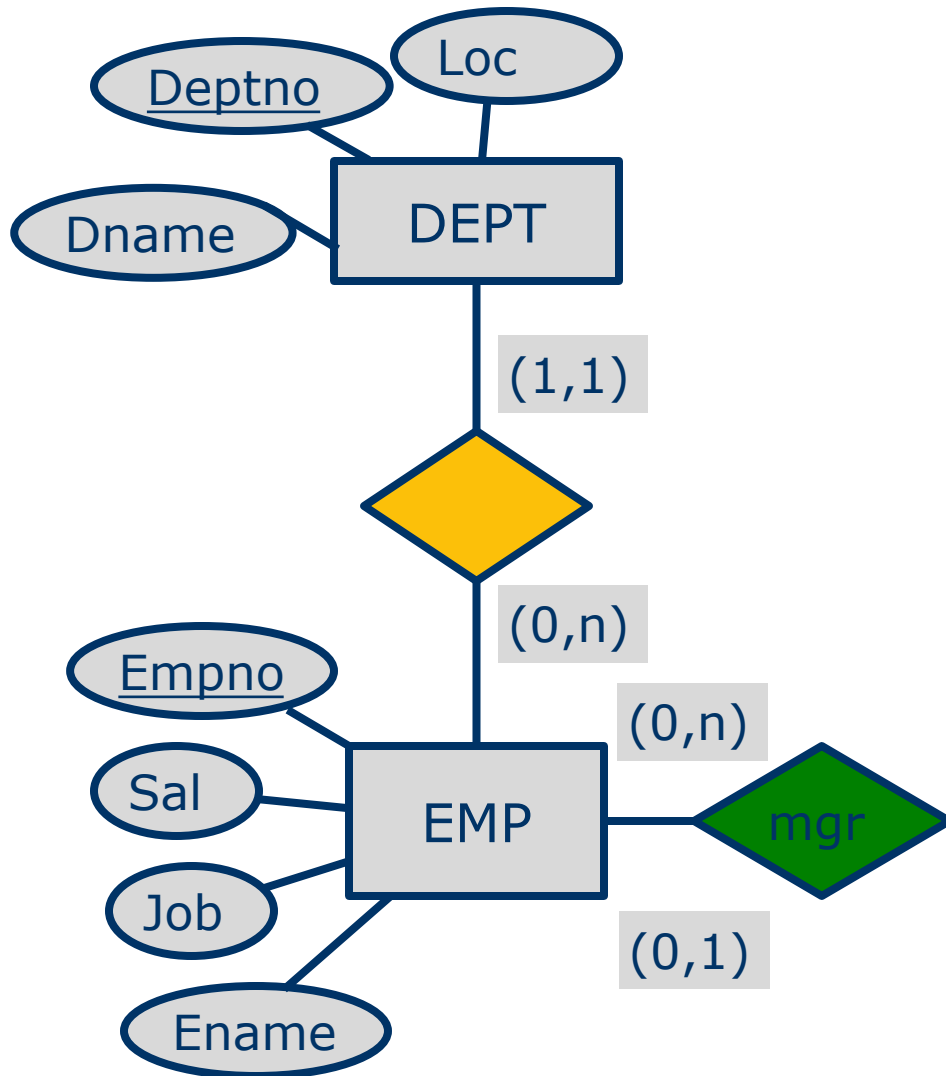 Loc
Deptno
Dname
DEPT
(1,1)
(0,n)
Empno
(0,n)
Sal
EMP
mgr
Job
(0,1)
Ename